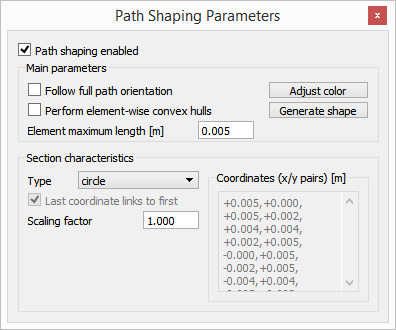 Path Shaping Parameters
x
Path shaping enabled
Main parameters
Follow full path orientation
Adjust color
Perform element-wise convex hulls
Generate shape
Element maximum length [m]
0.005
Section characteristics
Type
circle
Last coordinate links to first
Scaling factor
1.000
Coordinates (x/y pairs) [m]
+0.005,+0.000,
+0.005,+0.002,
+0.004,+0.004,
+0.002,+0.005,
-0.000,+0.005,
-0.002,+0.005,
-0.004,+0.004,